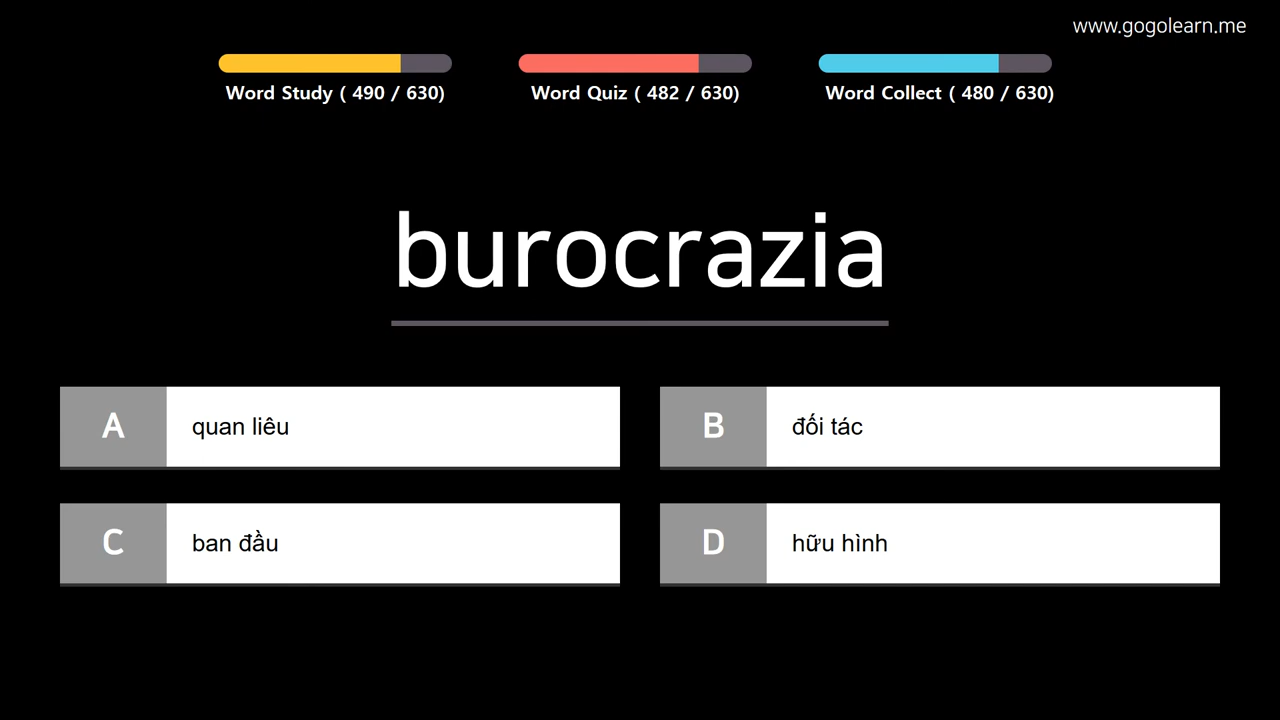 www.gogolearn.me
Word Study ( 490 / 630)
Word Quiz ( 482 / 630)
Word Collect ( 480 / 630)
burocrazia
A quan liêu
B đối tác
C ban đầu
D hữu hình